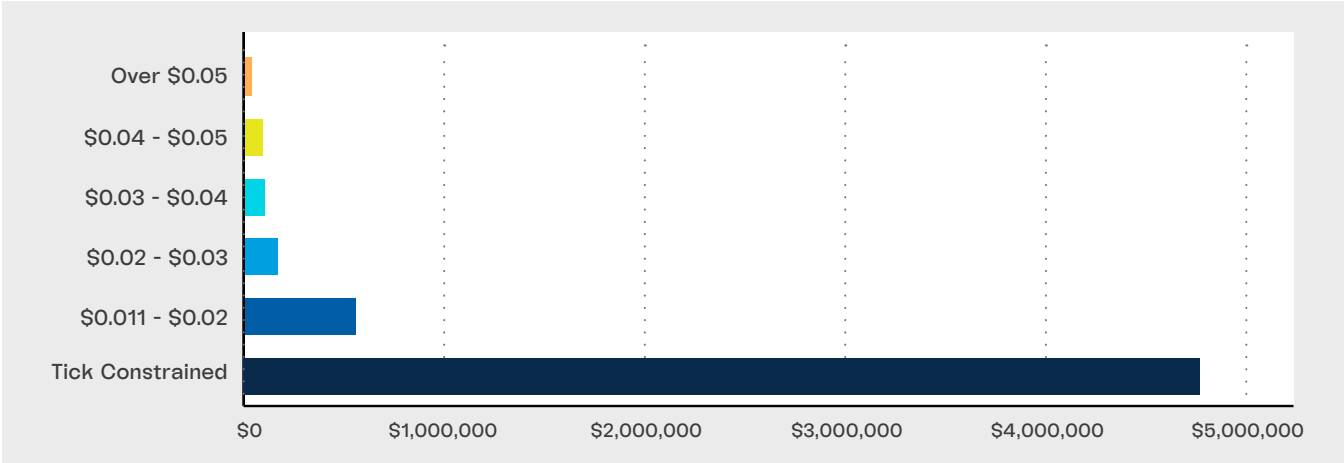 Over $0.05
$0.04 - $0.05
$0.03 - $0.04
$0.02 - $0.03
$0.011 - $0.02
Tick Constrained
$0 $1,000,000 $2,000,000 $3,000,000 $4,000,000 $5,000,000